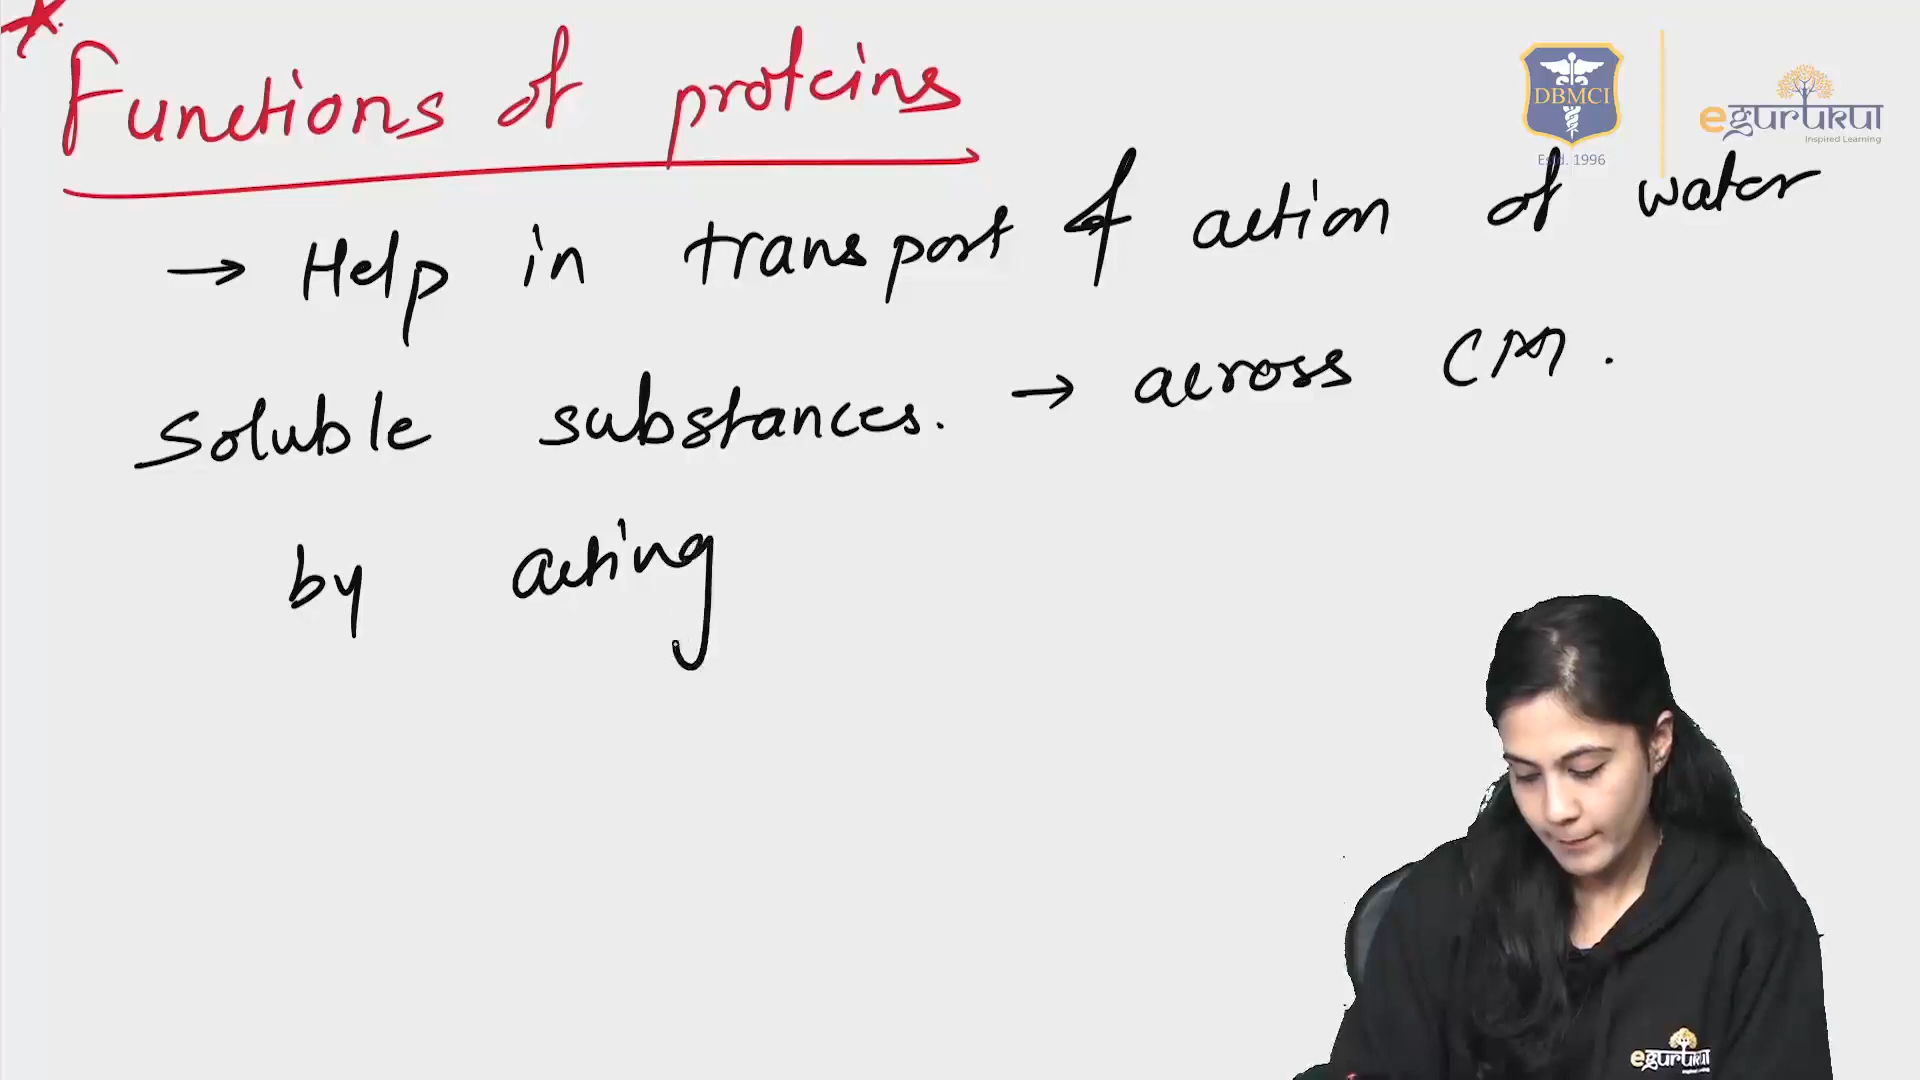 Functions of proteins
→ Help in transport & action of water
soluble substances. → across CM.
by acting
DBMCI
Estd. 1996
egurukul
Inspired Learning
egurukul